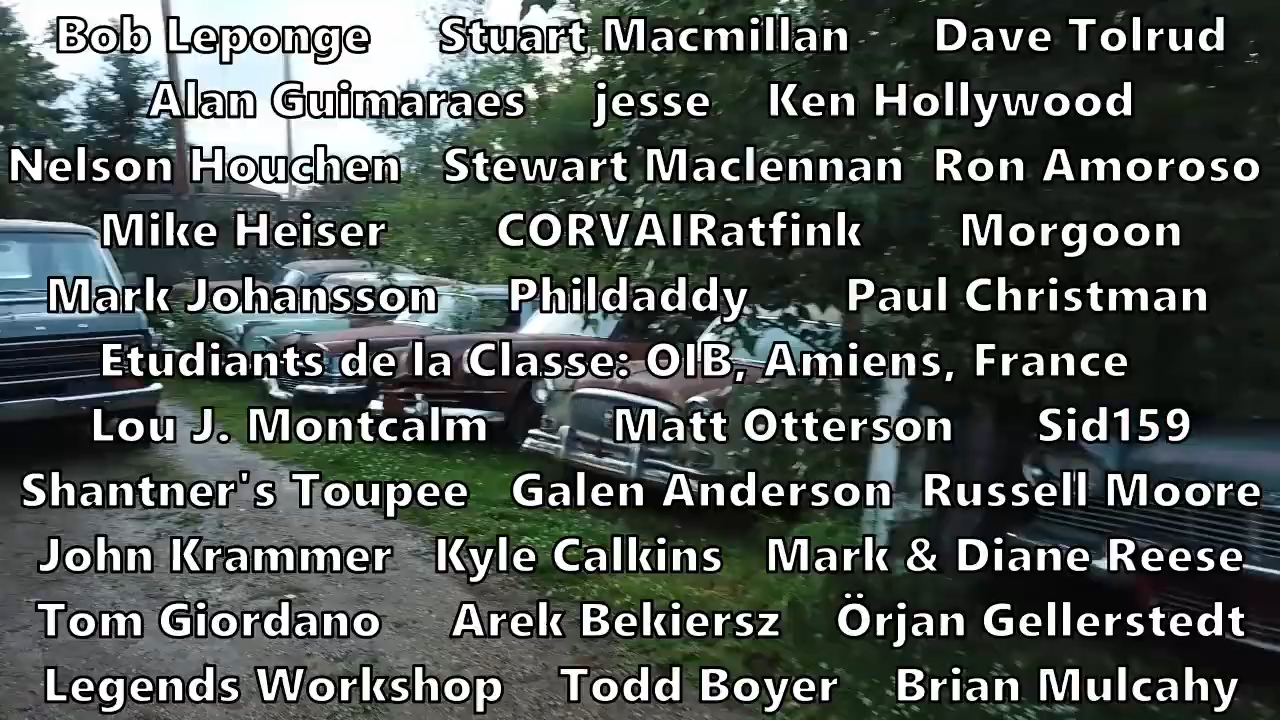 Bob Leponge Stuart Macmillan Dave Tolrud
Alan Guimaraes jesse Ken Hollywood
Nelson Houchen Stewart Maclennan Ron Amoroso
Mike Heiser CORVAIRatfink Morgoon
Mark Johansson Phildaddy Paul Christman
Etudiants de la Classe: OIB, Amiens, France
Lou J. Montcalm Matt Otterson Sid159
Shantner's Toupee Galen Anderson Russell Moore
John Krammer Kyle Calkins Mark & Diane Reese
Tom Giordano Arek Bekiersz Örjan Gellerstedt
Legends Workshop Todd Boyer Brian Mulcahy